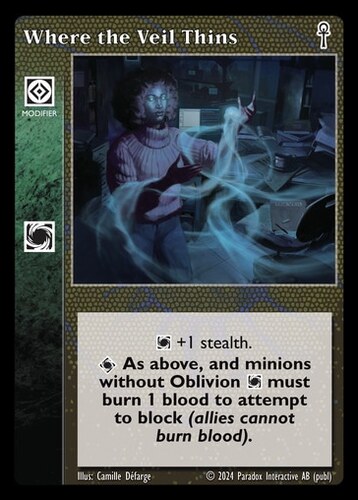 Where the Veil Thins
MODIFIER
+1 stealth.
As above, and minions
without Oblivion must
burn 1 blood to attempt
to block (allies cannot
burn blood).
Illus: Camille Défarge © 2024 Paradox Interactive AB (publ)